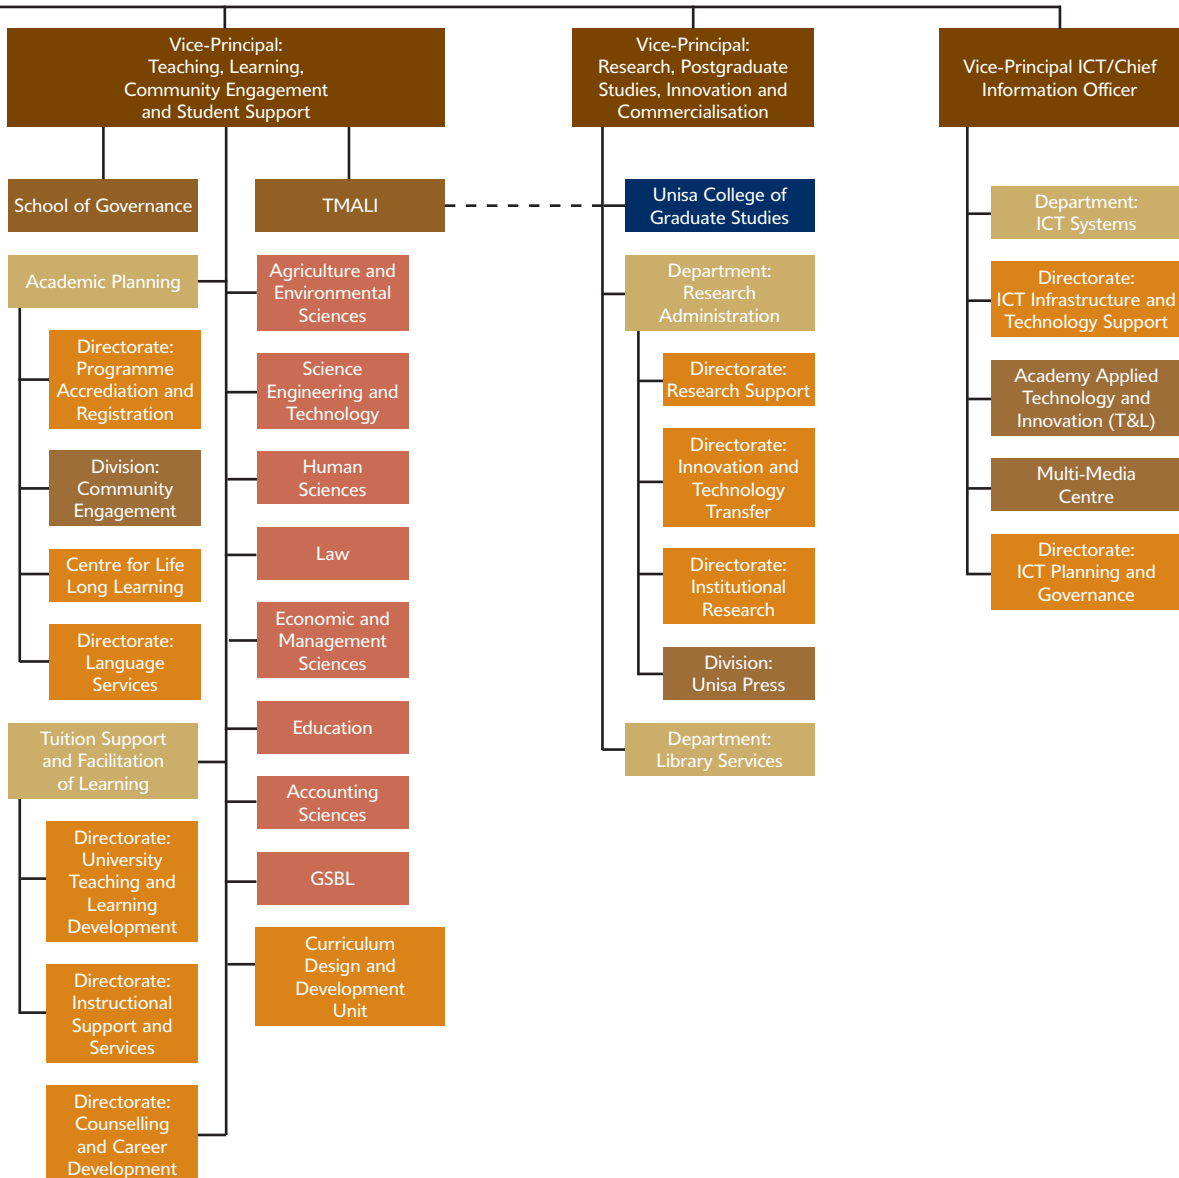 Vice-Principal:
Teaching, Learning,
Community Engagement
and Student Support
School of Governance
TMALI
Academic Planning
Directorate:
Programme
Accrediation and
Registration
Division:
Community
Engagement
Centre for Life
Long Learning
Directorate:
Language
Services
Tuition Support
and Facilitation
of Learning
Directorate:
University
Teaching and
Learning
Development
Directorate:
Instructional
Support and
Services
Directorate:
Counselling
and Career
Development
Agriculture and
Environmental
Sciences
Science
Engineering and
Technology
Human
Sciences
Law
Economic and
Management
Sciences
Education
Accounting
Sciences
GSBL
Curriculum
Design and
Development
Unit
Vice-Principal:
Research, Postgraduate
Studies, Innovation and
Commercialisation
Unisa College of
Graduate Studies
Department:
Research
Administration
Directorate:
Research Support
Directorate:
Innovation and
Technology
Transfer
Directorate:
Institutional
Research
Division:
Unisa Press
Department:
Library Services
Vice-Principal ICT/Chief
Information Officer
Department:
ICT Systems
Directorate:
ICT Infrastructure and
Technology Support
Academy Applied
Technology and
Innovation (T&L)
Multi-Media
Centre
Directorate:
ICT Planning and
Governance